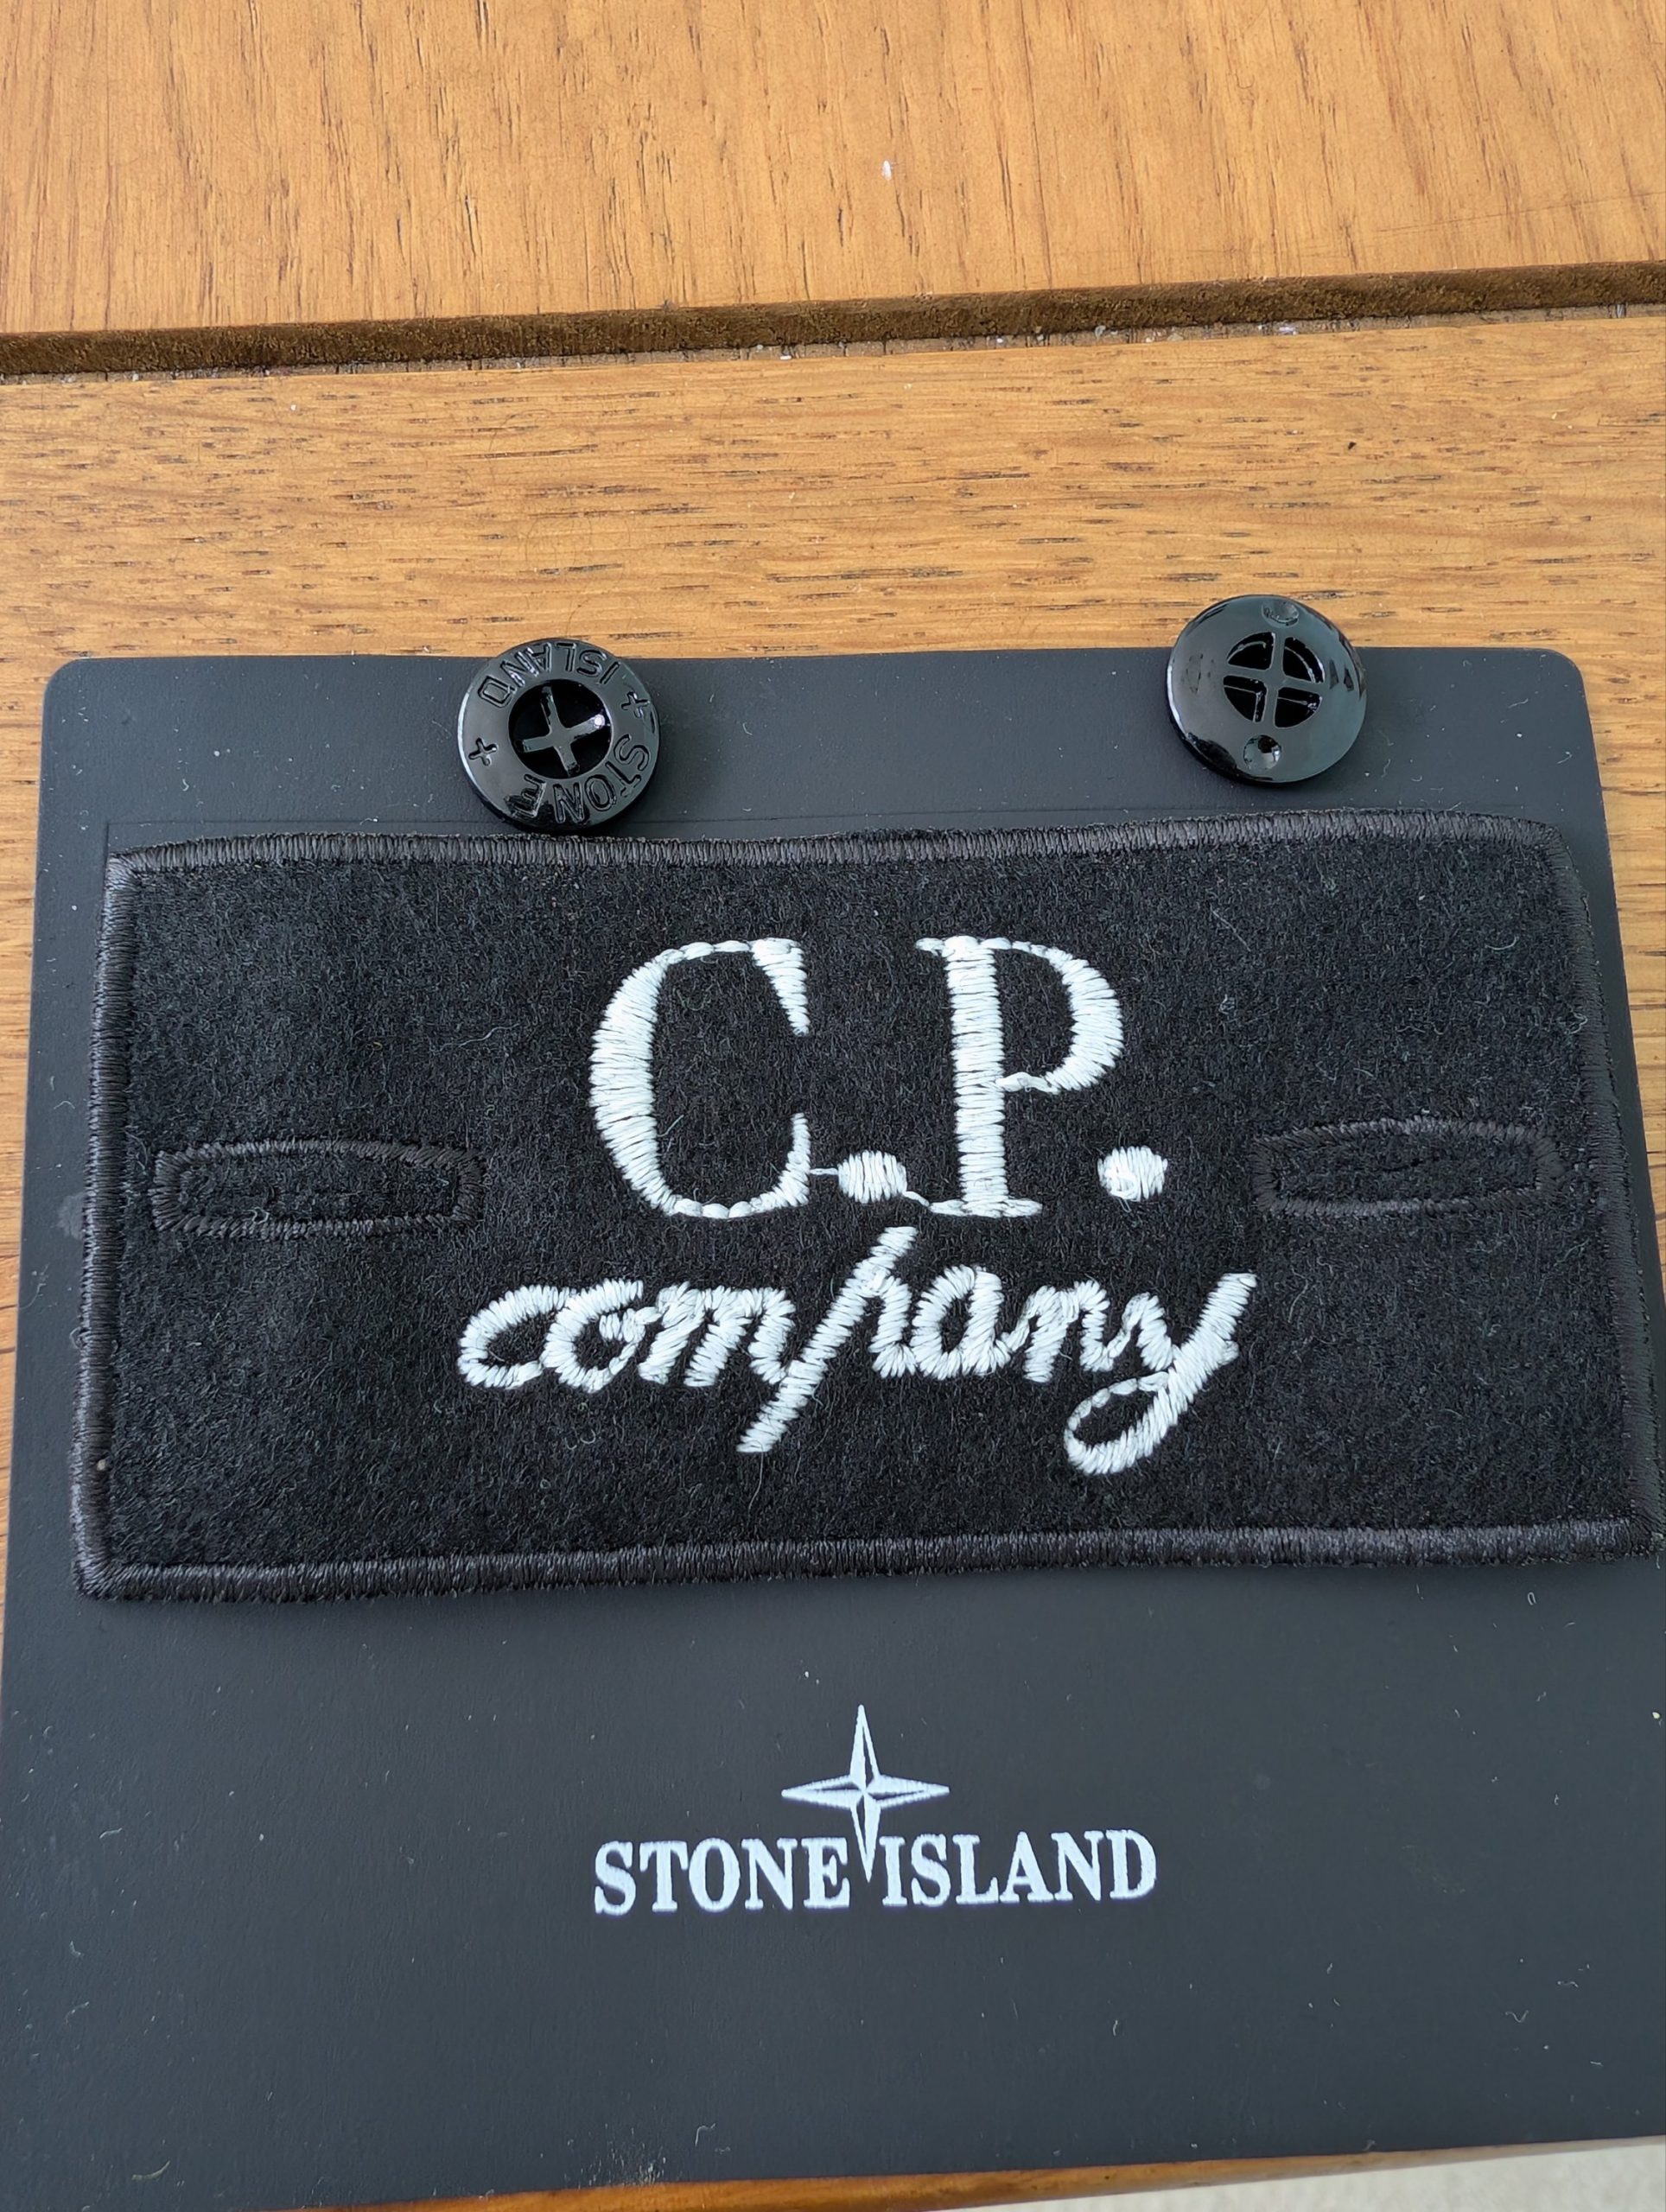 STONE + ISLAND +
C.P.
company
STONE ISLAND